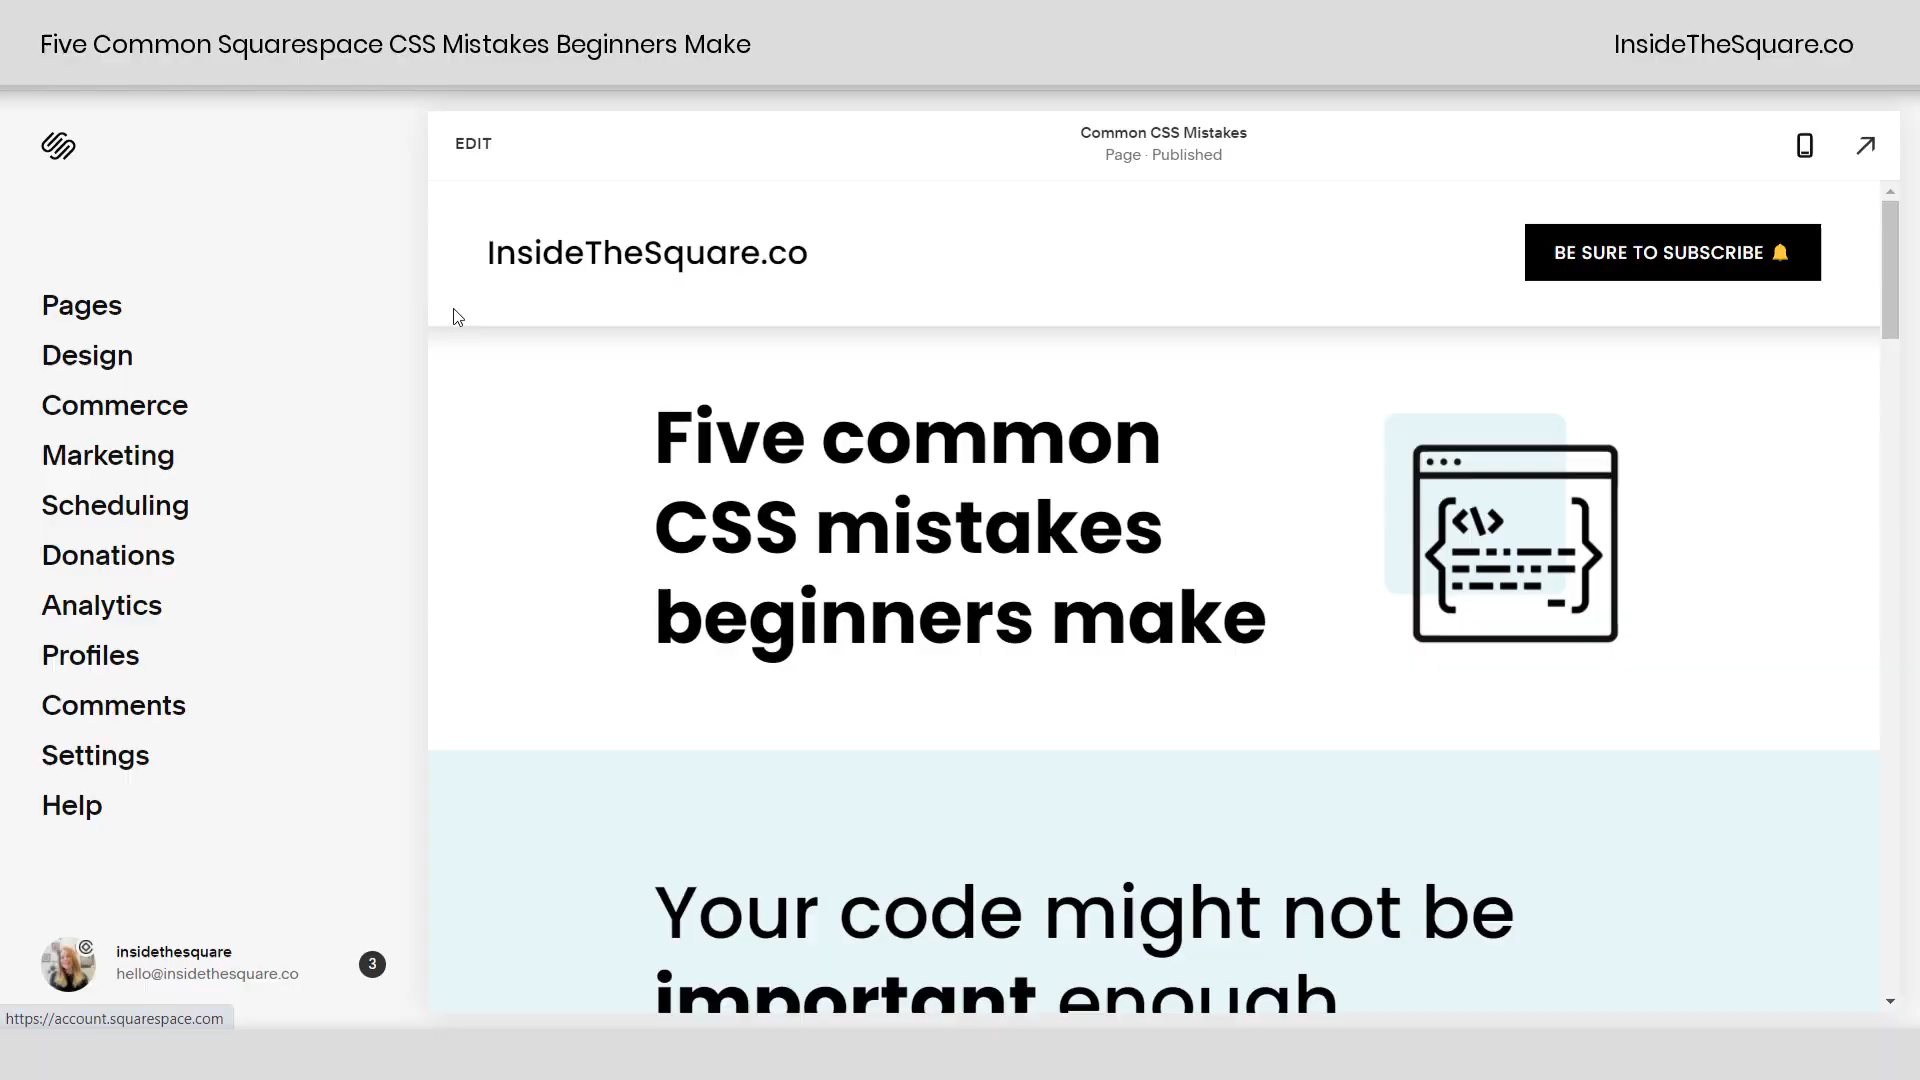 Five Common Squarespace CSS Mistakes Beginners Make
InsideTheSquare.co
EDIT
Common CSS Mistakes
Page · Published
InsideTheSquare.co
BE SURE TO SUBSCRIBE 🔔
Pages
Design
Commerce
Marketing
Scheduling
Donations
Analytics
Profiles
Comments
Settings
Help
insidethesquare
hello@insidethesquare.co
3
https://account.squarespace.com
Five common
CSS mistakes
beginners make
Your code might not be
important enough